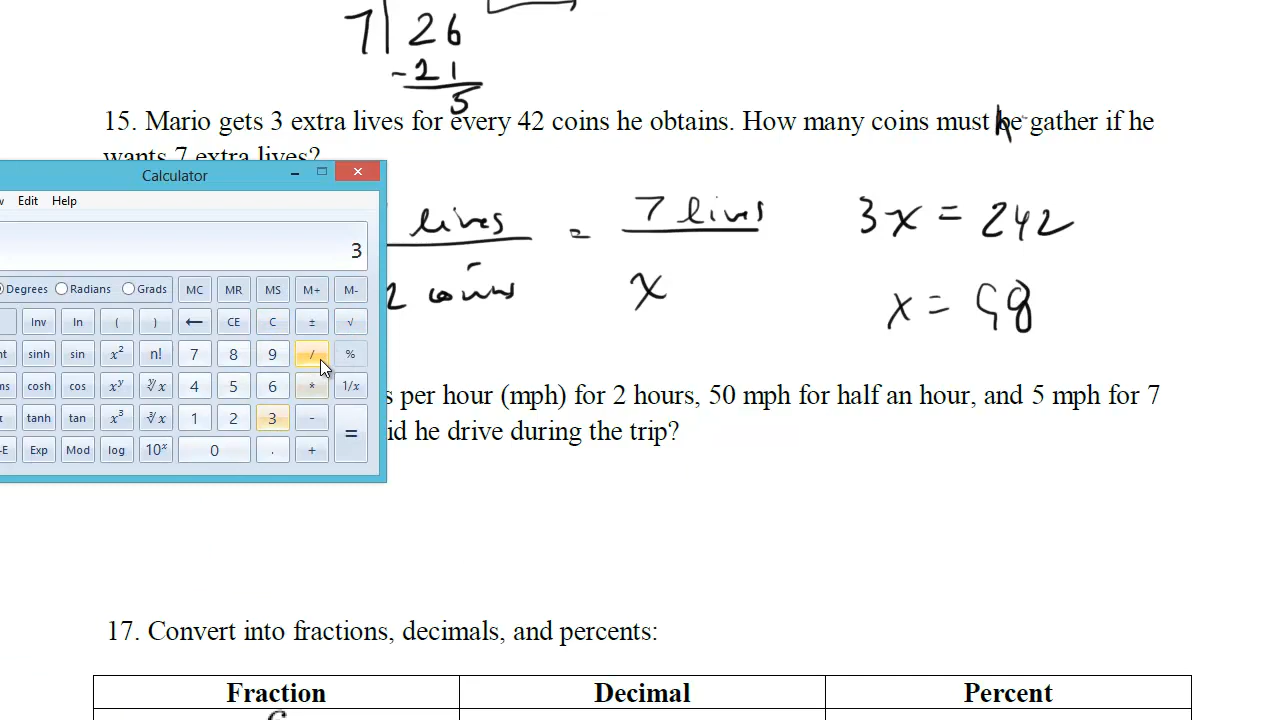 7 26
-21
5
15. Mario gets 3 extra lives for every 42 coins he obtains. How many coins must he gather if he
wants 7 extra lives?
Calculator
Edit Help
3
lives = 7 lives
2 coins x
3x = 242
x = 98
Degrees Radians Grads MC MR MS M+ M-
Inv ln ( ) ← CE C ± √
sinh sin x² n! 7 8 9 / %
cosh cos xʸ ʸ√x 4 5 6 * 1/x
tanh tan x³ ³√x 1 2 3 - =
Exp Mod log 10ˣ 0 . +
s per hour (mph) for 2 hours, 50 mph for half an hour, and 5 mph for 7
id he drive during the trip?
17. Convert into fractions, decimals, and percents:
Fraction Decimal Percent